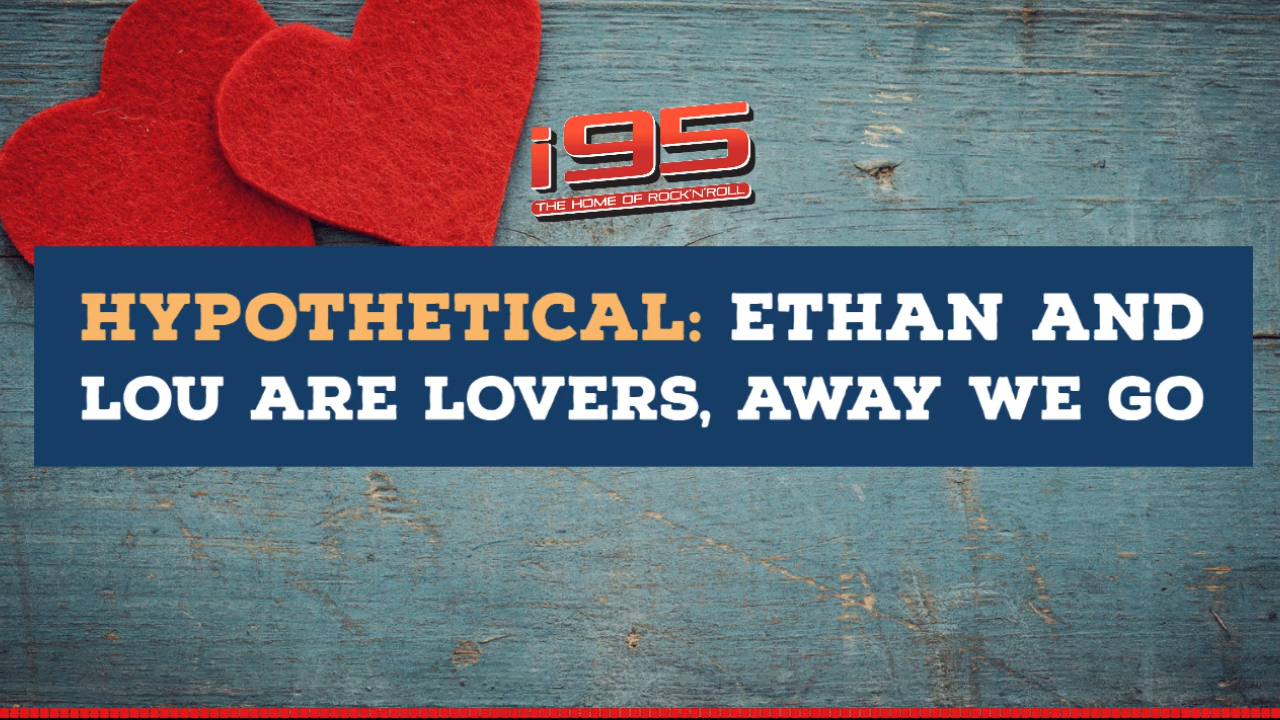 i95
THE HOME OF ROCK'N'ROLL
HYPOTHETICAL: ETHAN AND
LOU ARE LOVERS, AWAY WE GO